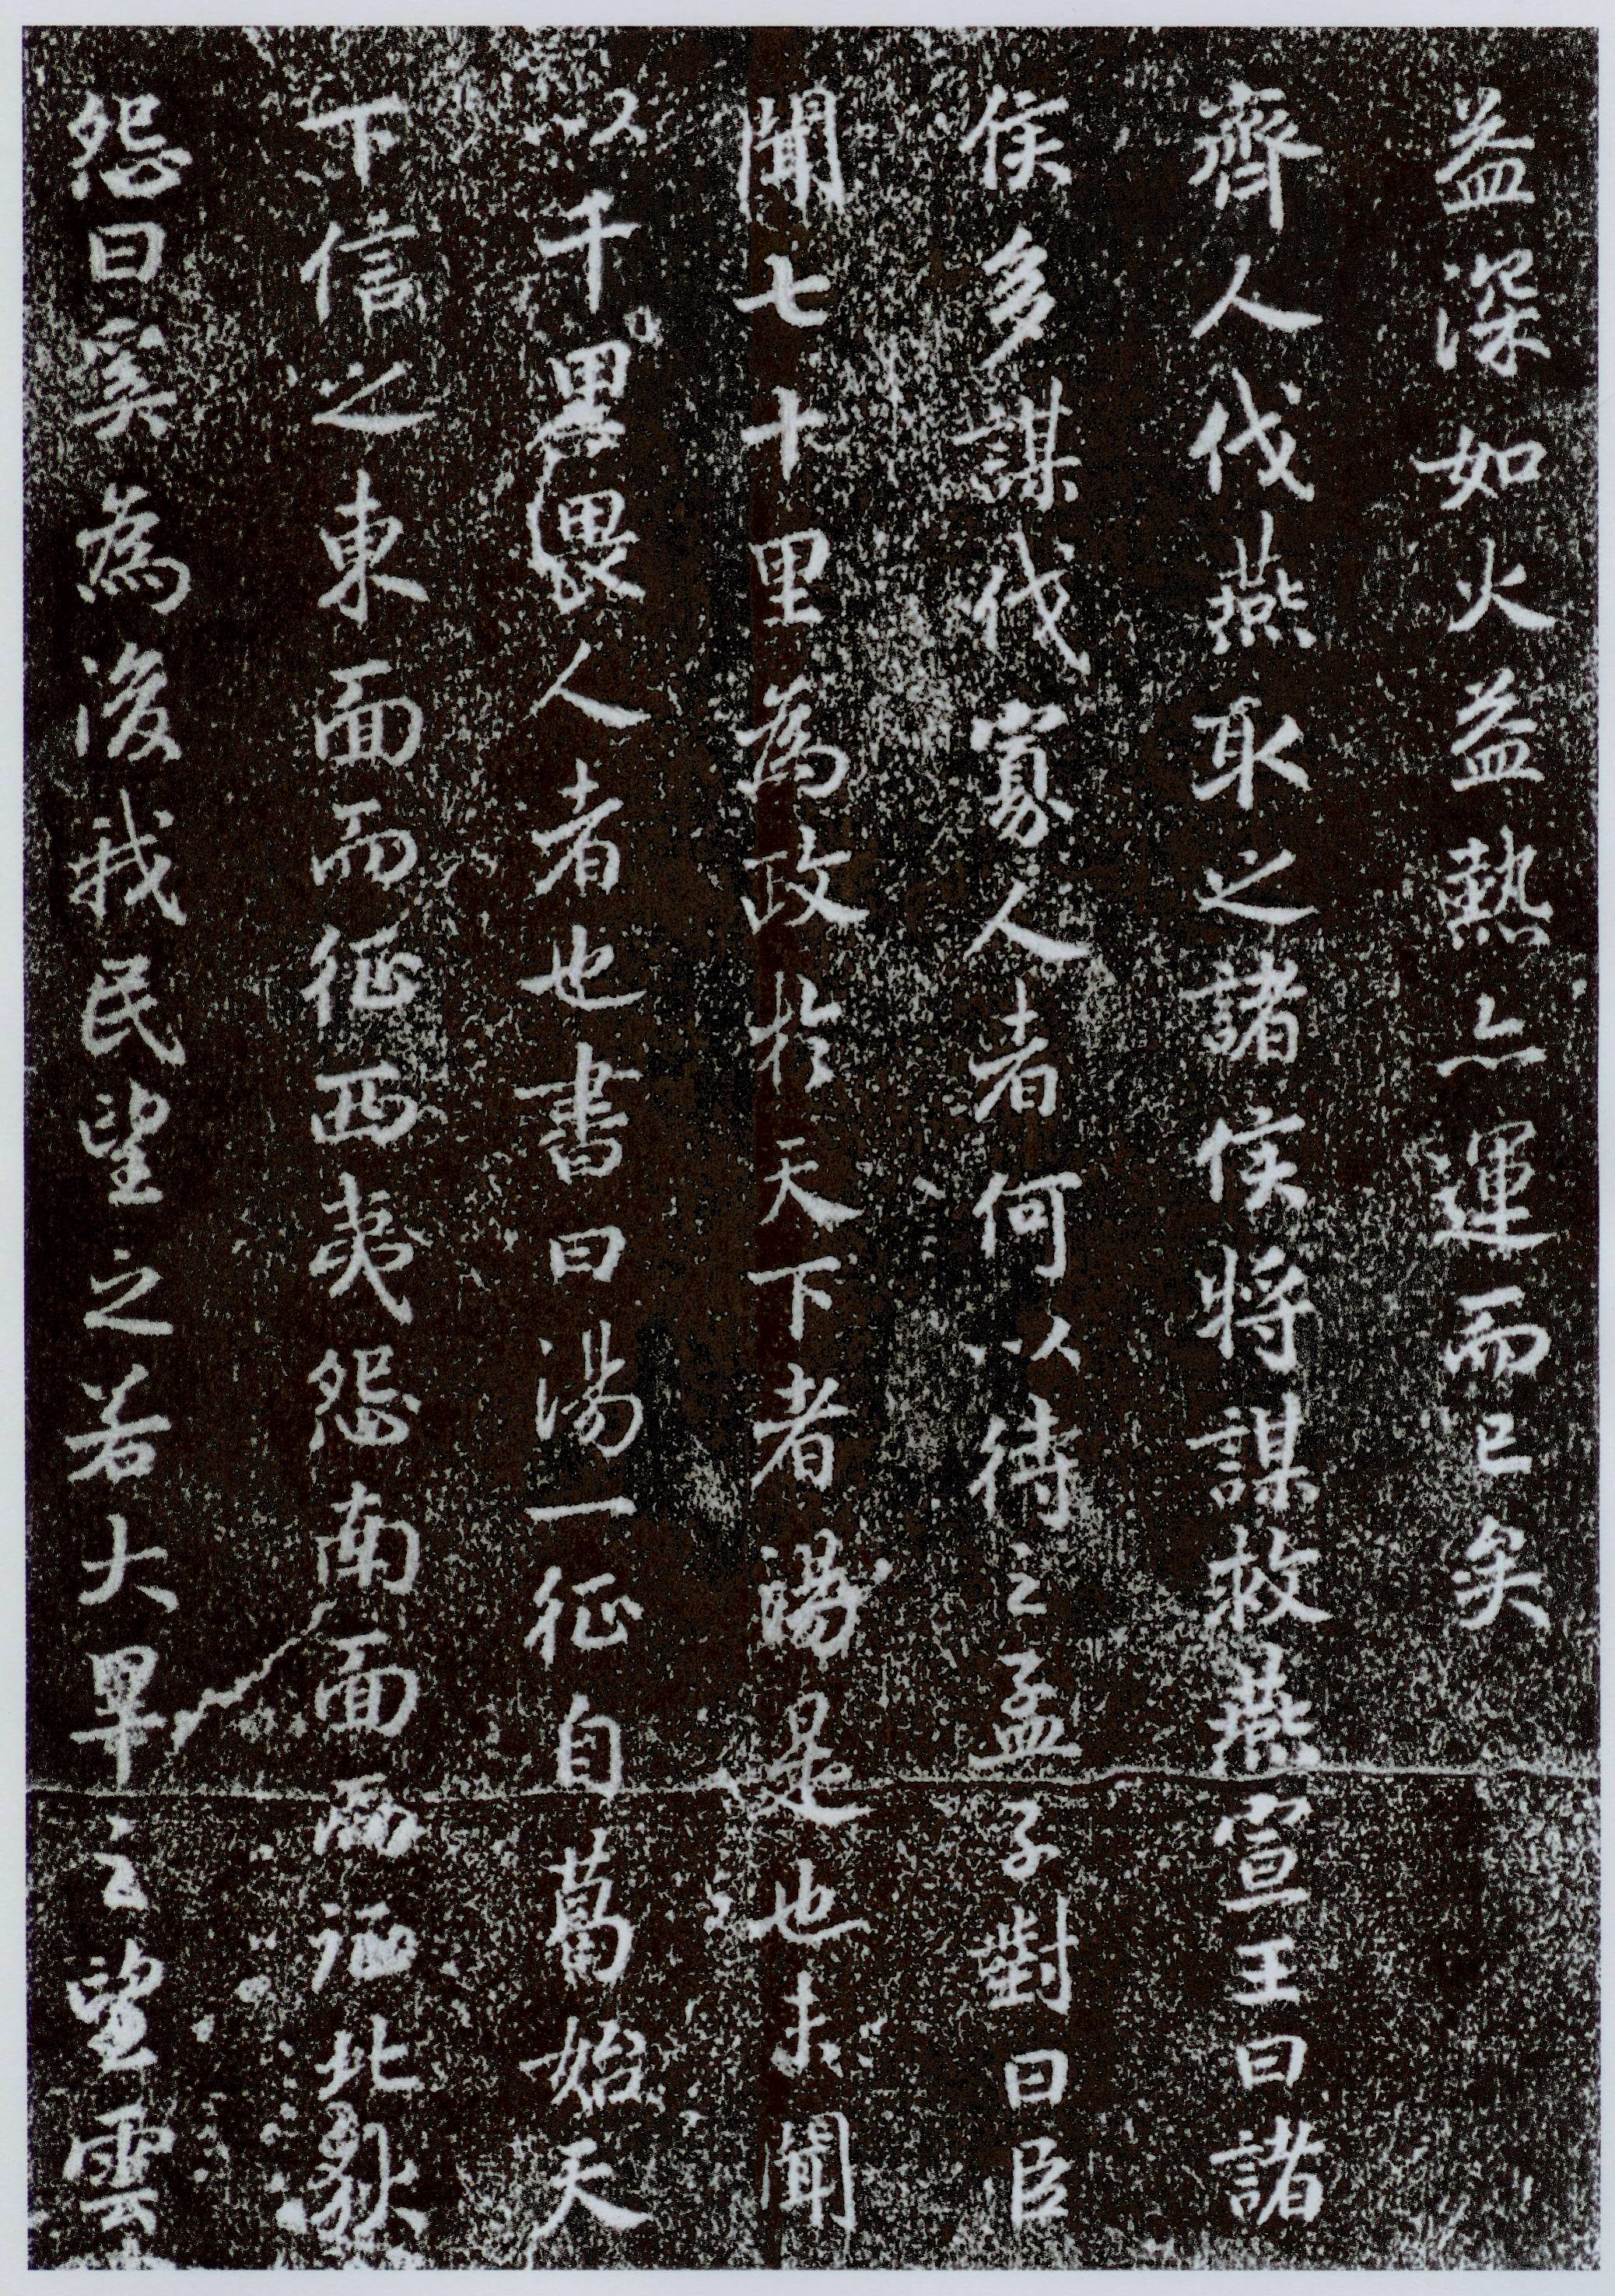 益深如火益熱亦運而已矣
齊人伐燕取之諸侯將謀救燕宣王曰諸
侯多謀伐寡人者何以待之孟子對曰臣
聞七十里為政於天下者湯是也未聞
以千里畏人者也書曰湯一征自葛始天
下信之東面而征西夷怨南面而征北狄
怨曰奚為後我民望之若大旱之望雲